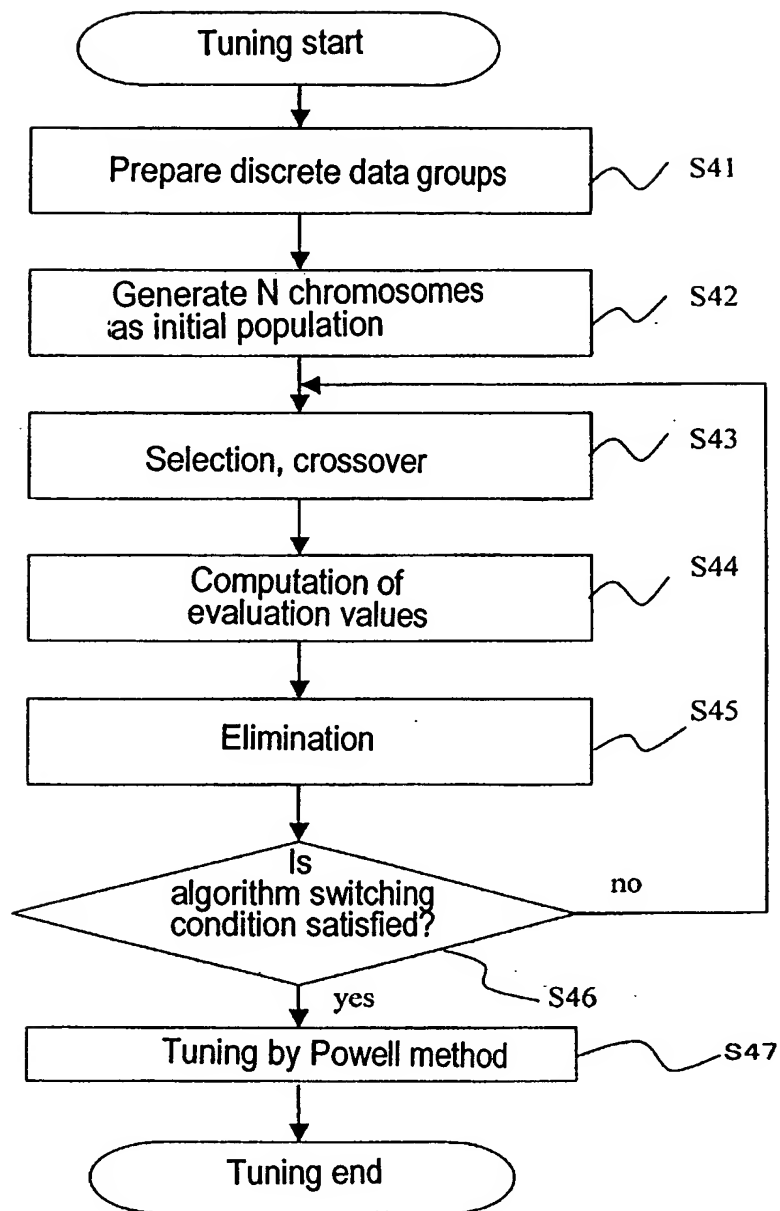 Tuning start
Prepare discrete data groups
S41
Generate N chromosomes
as initial population
S42
Selection, crossover
S43
Computation of
evaluation values
S44
Elimination
S45
Is
algorithm switching
condition satisfied?
no
S46
yes
Tuning by Powell method
S47
Tuning end